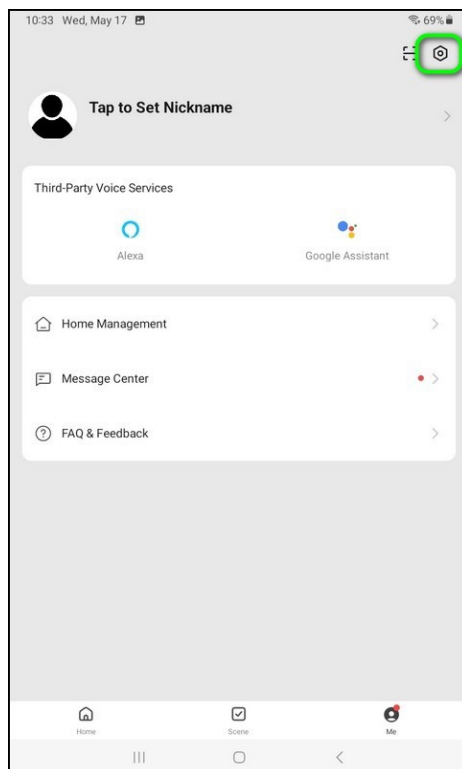 10:33 Wed, May 17 69%
Tap to Set Nickname
Third-Party Voice Services
Alexa Google Assistant
Home Management
Message Center
FAQ & Feedback
Home Scene Me